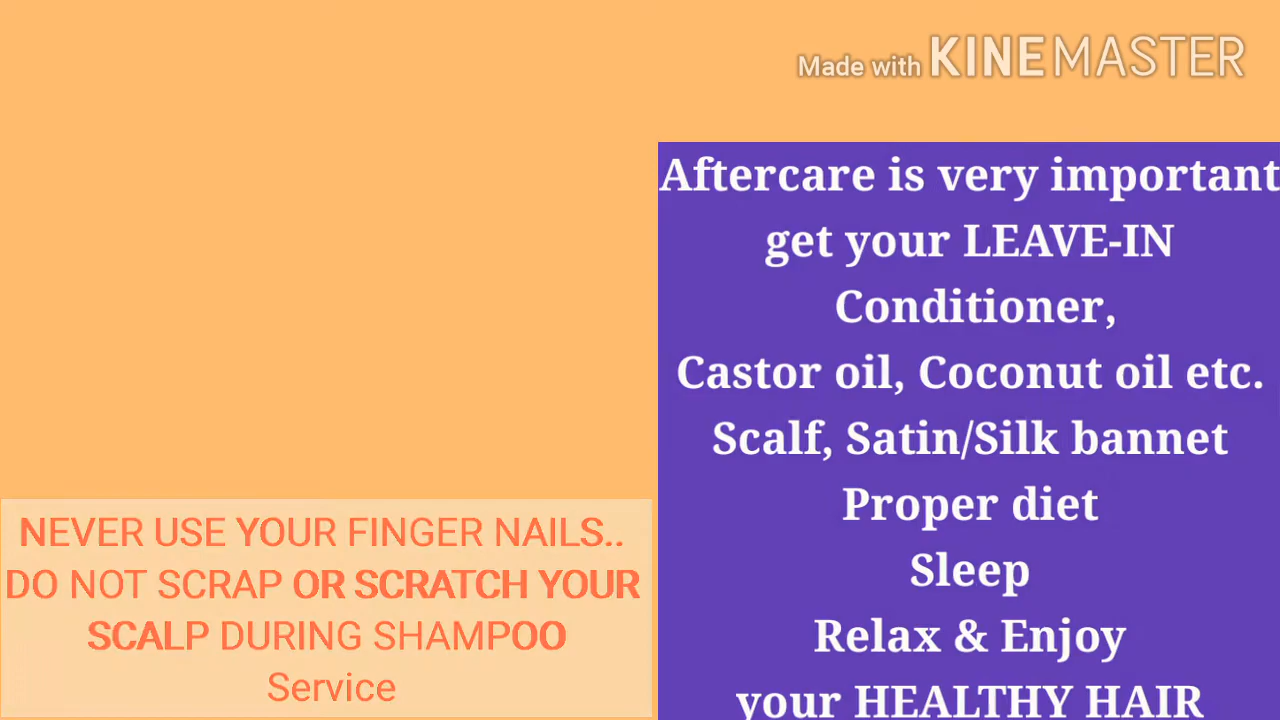 Made with KINEMASTER
Aftercare is very important
get your LEAVE-IN
Conditioner,
Castor oil, Coconut oil etc.
Scalf, Satin/Silk bannet
Proper diet
Sleep
Relax & Enjoy
your HEALTHY HAIR
NEVER USE YOUR FINGER NAILS..
DO NOT SCRAP OR SCRATCH YOUR
SCALP DURING SHAMPOO
Service